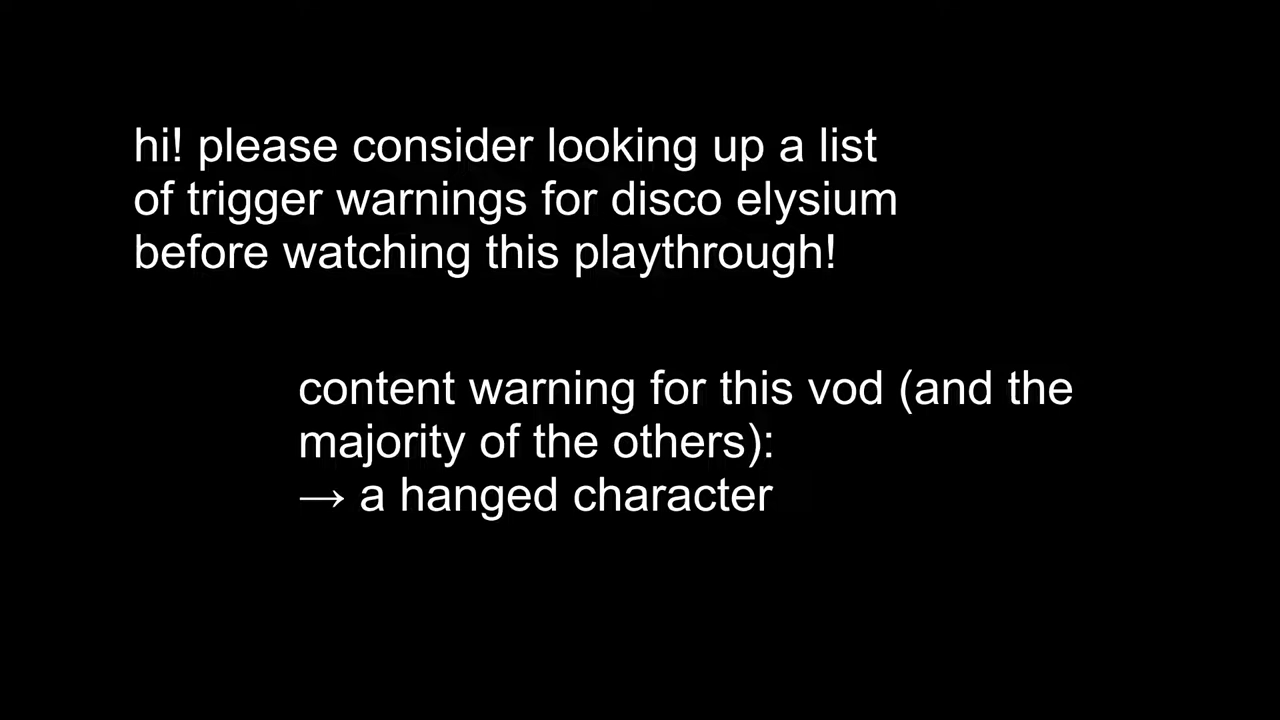 hi! please consider looking up a list
of trigger warnings for disco elysium
before watching this playthrough!
content warning for this vod (and the
majority of the others):
→ a hanged character